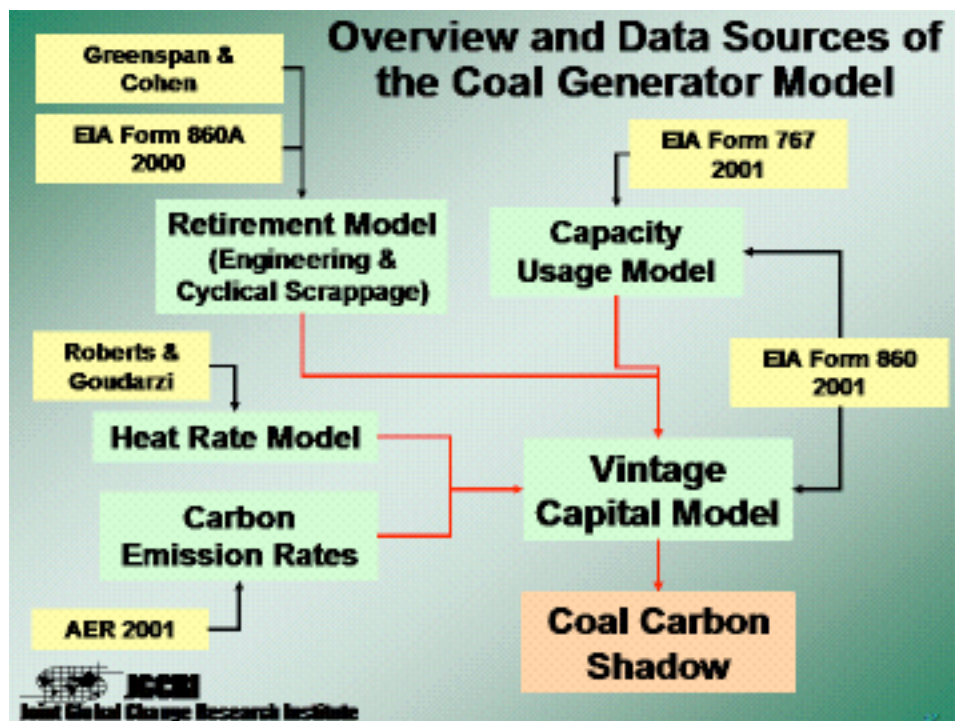 Overview and Data Sources of
the Coal Generator Model
Greenspan &
Cohen
EIA Form 860A
2000
EIA Form 767
2001
Retirement Model
(Engineering &
Cyclical Scrappage)
Capacity
Usage Model
Roberts &
Goudarzi
EIA Form 860
2001
Heat Rate Model
Vintage
Capital Model
Carbon
Emission Rates
AER 2001
Coal Carbon
Shadow
JGCRI
Joint Global Change Research Institute